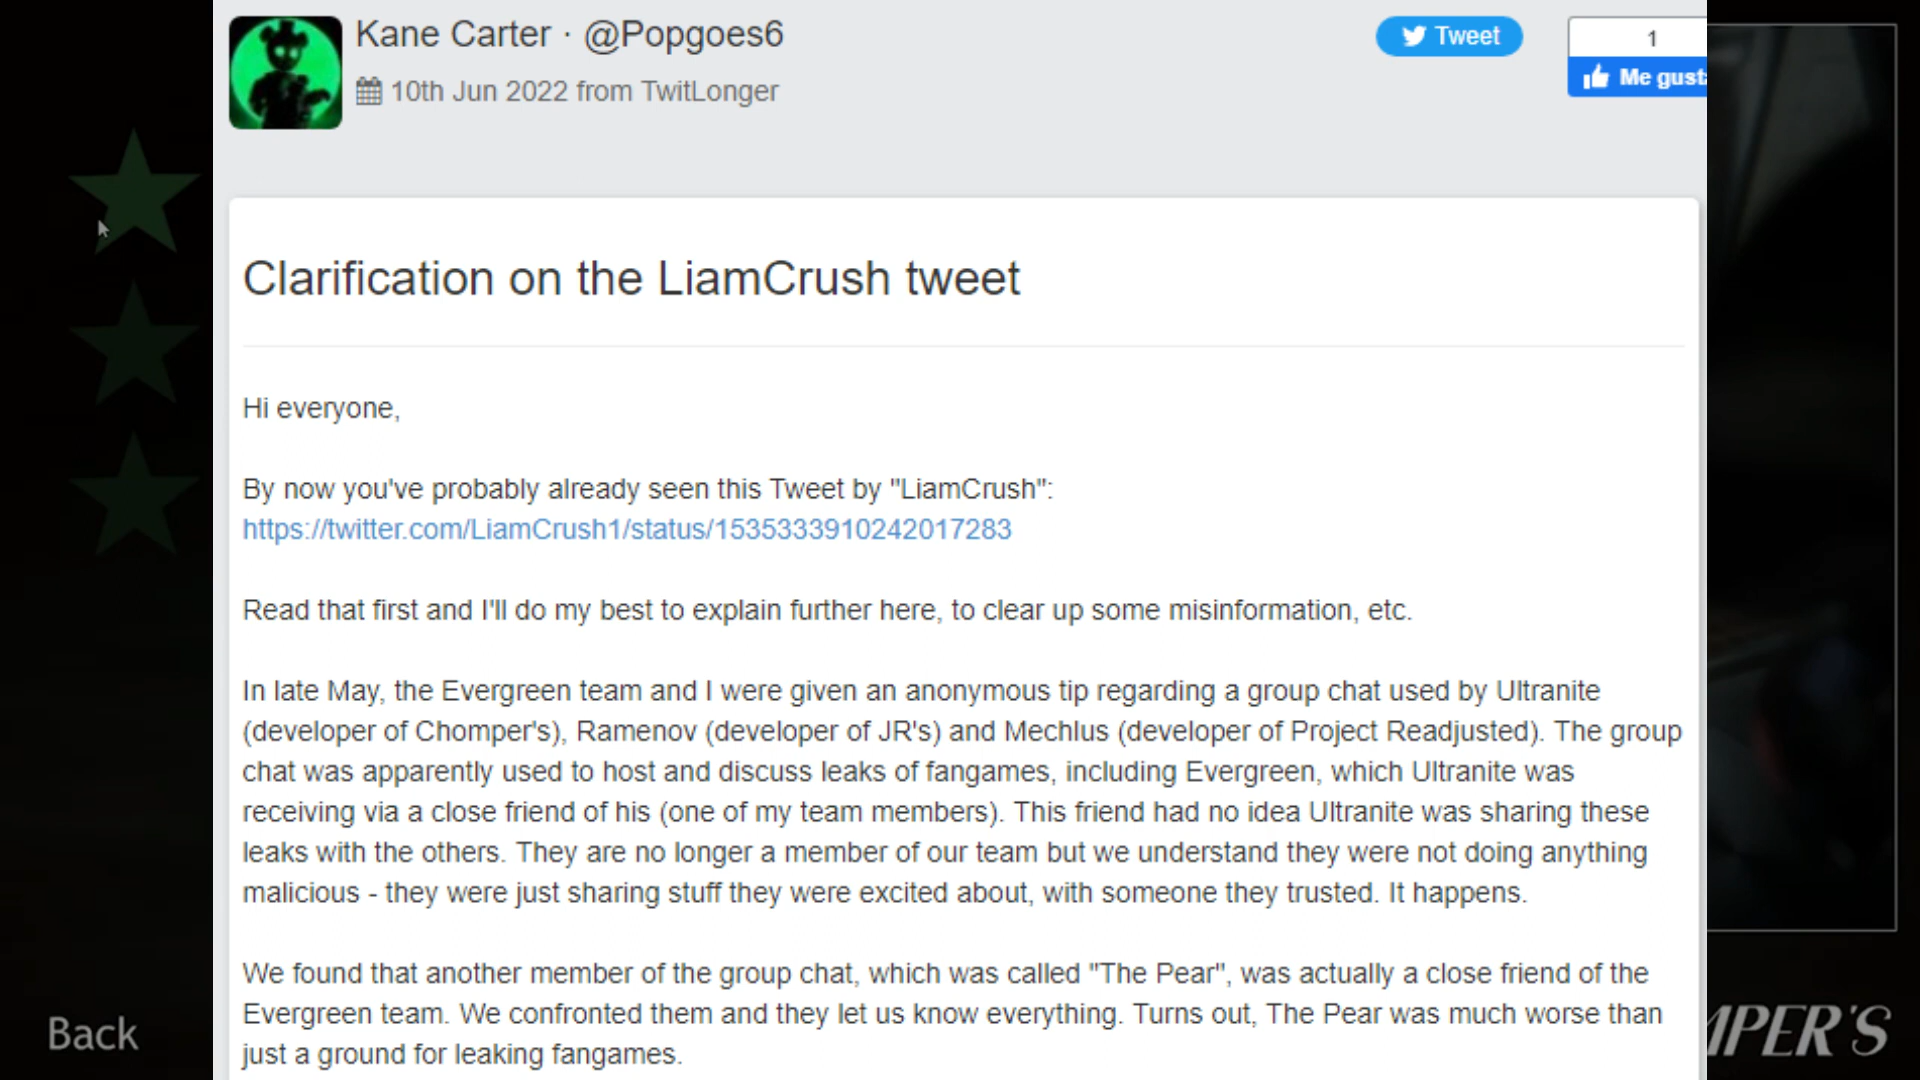 Kane Carter · @Popgoes6
Tweet
1
10th Jun 2022 from TwitLonger
Me gust
Clarification on the LiamCrush tweet
Hi everyone,
By now you've probably already seen this Tweet by "LiamCrush":
https://twitter.com/LiamCrush1/status/1535333910242017283
Read that first and I'll do my best to explain further here, to clear up some misinformation, etc.
In late May, the Evergreen team and I were given an anonymous tip regarding a group chat used by Ultranite
(developer of Chomper's), Ramenov (developer of JR's) and Mechlus (developer of Project Readjusted). The group
chat was apparently used to host and discuss leaks of fangames, including Evergreen, which Ultranite was
receiving via a close friend of his (one of my team members). This friend had no idea Ultranite was sharing these
leaks with the others. They are no longer a member of our team but we understand they were not doing anything
malicious - they were just sharing stuff they were excited about, with someone they trusted. It happens.
We found that another member of the group chat, which was called "The Pear", was actually a close friend of the
Evergreen team. We confronted them and they let us know everything. Turns out, The Pear was much worse than
just a ground for leaking fangames.
Back
MPER'S